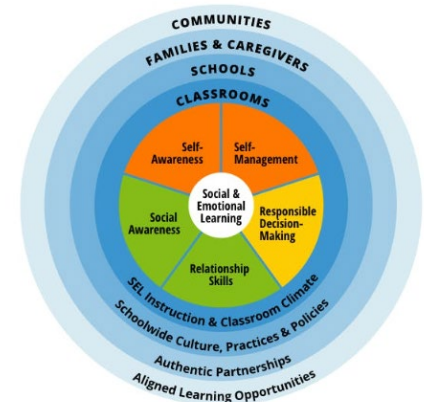 COMMUNITIES
FAMILIES & CAREGIVERS
SCHOOLS
CLASSROOMS
Self-
Awareness
Self-
Management
Social &
Emotional
Learning
Social
Awareness
Responsible
Decision-
Making
Relationship
Skills
SEL Instruction & Classroom Climate
Schoolwide Culture, Practices & Policies
Authentic Partnerships
Aligned Learning Opportunities